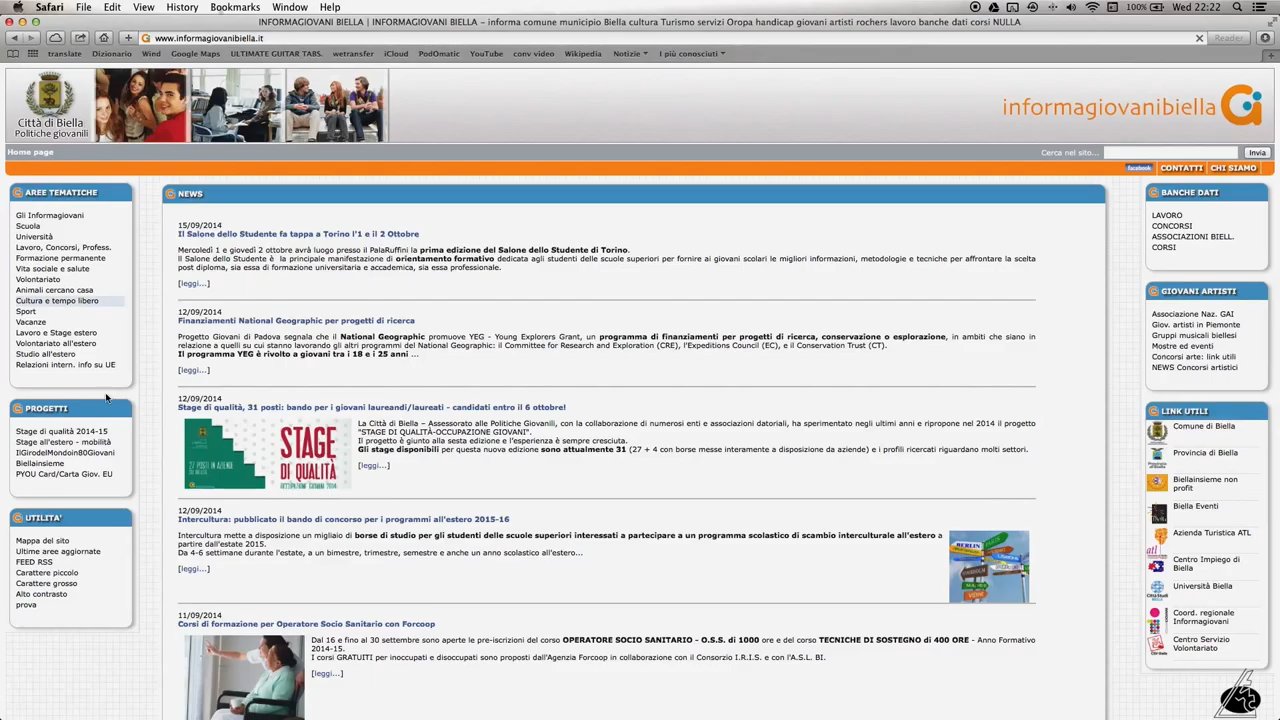 Safari File Edit View History Bookmarks Window Help 100% Wed 22:22
INFORMAGIOVANI BIELLA | INFORMAGIOVANI BIELLA - informa comune municipio Biella cultura Turismo servizi Oropa handicap giovani artisti rochers lavoro banche dati corsi NULLA
www.informagiovanibiella.it Reader
translate Dizionario Wind Google Maps ULTIMATE GUITAR TABS. wetransfer iCloud PodOmatic YouTube conv video Wikipedia Notizie I più conosciuti
Città di Biella
Politiche giovanili
informagiovanibiella
Home page
Cerca nel sito... Invia
facebook CONTATTI CHI SIAMO
AREE TEMATICHE
Gli Informagiovani
Scuola
Università
Lavoro, Concorsi, Profess.
Formazione permanente
Vita sociale e salute
Volontariato
Animali cercano casa
Cultura e tempo libero
Sport
Vacanze
Lavoro e Stage estero
Volontariato all'estero
Studio all'estero
Relazioni intern. info su UE
PROGETTI
Stage di qualità 2014-15
Stage all'estero - mobilità
IlGirodelMondoin80Giovani
Biellainsieme
PYOU Card/Carta Giov. EU
UTILITA'
Mappa del sito
Ultime aree aggiornate
FEED RSS
Carattere piccolo
Carattere grosso
Alto contrasto
prova
NEWS
15/09/2014
Il Salone dello Studente fa tappa a Torino l'1 e il 2 Ottobre
Mercoledì 1 e giovedì 2 ottobre avrà luogo presso il PalaRuffini la prima edizione del Salone dello Studente di Torino.
Il Salone dello Studente è la principale manifestazione di orientamento formativo dedicata agli studenti delle scuole superiori per fornire ai giovani scolari le migliori informazioni, metodologie e tecniche per affrontare la scelta
post diploma, sia essa di formazione universitaria e accademica, sia essa professionale.
[leggi...]
12/09/2014
Finanziamenti National Geographic per progetti di ricerca
Progetto Giovani di Padova segnala che il National Geographic promuove YEG - Young Explorers Grant, un programma di finanziamenti per progetti di ricerca, conservazione o esplorazione, in ambiti che siano in
relazione a quelli su cui stanno lavorando gli altri programmi del National Geographic: il Committee for Research and Exploration (CRE), l'Expeditions Council (EC), e il Conservation Trust (CT).
Il programma YEG è rivolto a giovani tra i 18 e i 25 anni ...
[leggi...]
12/09/2014
Stage di qualità, 31 posti: bando per i giovani laureandi/laureati - candidati entro il 6 ottobre!
27 POSTI IN AZIENDA
STAGE
DI QUALITÀ
OCCUPAZIONE GIOVANI 2014
La Città di Biella – Assessorato alle Politiche Giovanili, con la collaborazione di numerosi enti e associazioni datoriali, ha sperimentato negli ultimi anni e ripropone nel 2014 il progetto
"STAGE DI QUALITÀ-OCCUPAZIONE GIOVANI".
Il progetto è giunto alla sesta edizione e l'esperienza è sempre cresciuta.
Gli stage disponibili per questa nuova edizione sono attualmente 31 (27 + 4 con borse messe interamente a disposizione da aziende) e i profili ricercati riguardano molti settori.
[leggi...]
12/09/2014
Intercultura: pubblicato il bando di concorso per i programmi all'estero 2015-16
Intercultura mette a disposizione un migliaio di borse di studio per gli studenti delle scuole superiori interessati a partecipare a un programma scolastico di scambio interculturale all'estero a
partire dall'estate 2015.
Da 4-6 settimane durante l'estate, a un bimestre, trimestre, semestre e anche un anno scolastico all'estero...
[leggi...]
BERLIN
11/09/2014
Corsi di formazione per Operatore Socio Sanitario con Forcoop
Dal 16 e fino al 30 settembre sono aperte le pre-iscrizioni del corso OPERATORE SOCIO SANITARIO - O.S.S. di 1000 ore e del corso TECNICHE DI SOSTEGNO di 400 ORE - Anno Formativo
2014-15.
I corsi GRATUITI per inoccupati e disoccupati sono proposti dall'Agenzia Forcoop in collaborazione con il Consorzio I.R.I.S. e con l'A.S.L. BI.
[leggi...]
BANCHE DATI
LAVORO
CONCORSI
ASSOCIAZIONI BIELL.
CORSI
GIOVANI ARTISTI
Associazione Naz. GAI
Giov. artisti in Piemonte
Gruppi musicali biellesi
Mostre ed eventi
Concorsi arte: link utili
NEWS Concorsi artistici
LINK UTILI
Comune di Biella
Provincia di Biella
Biellainsieme non
profit
Biella Eventi
Azienda Turistica ATL
Centro Impiego di
Biella
Università Biella
Coord. regionale
Informagiovani
Centro Servizio
Volontariato